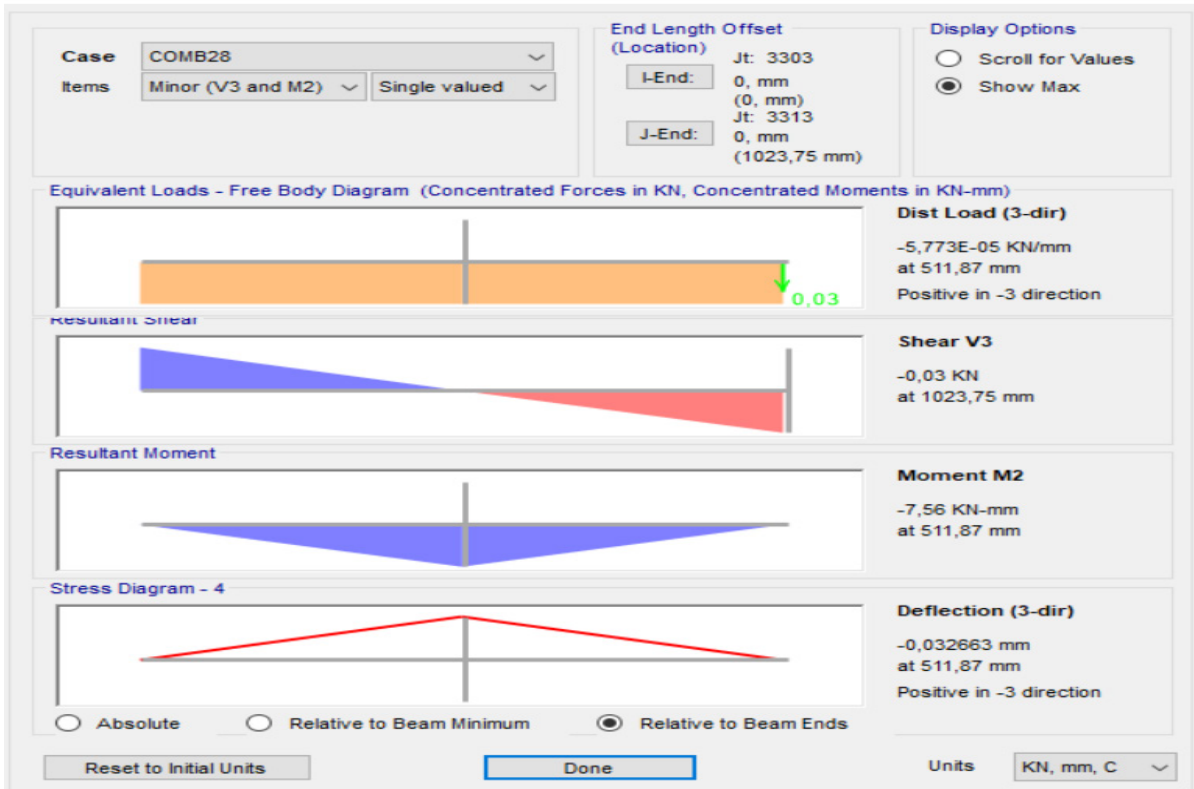 Case COMB28
Items Minor (V3 and M2) Single valued
End Length Offset
(Location)
I-End:
Jt: 3303
0, mm
(0, mm)
J-End:
Jt: 3313
0, mm
(1023,75 mm)
Display Options
Scroll for Values
Show Max
Equivalent Loads - Free Body Diagram (Concentrated Forces in KN, Concentrated Moments in KN-mm)
0,03
Dist Load (3-dir)
-5,773E-05 KN/mm
at 511,87 mm
Positive in -3 direction
Resultant Shear
Shear V3
-0,03 KN
at 1023,75 mm
Resultant Moment
Moment M2
-7,56 KN-mm
at 511,87 mm
Stress Diagram - 4
Deflection (3-dir)
-0,032663 mm
at 511,87 mm
Positive in -3 direction
Absolute Relative to Beam Minimum Relative to Beam Ends
Reset to Initial Units Done Units KN, mm, C